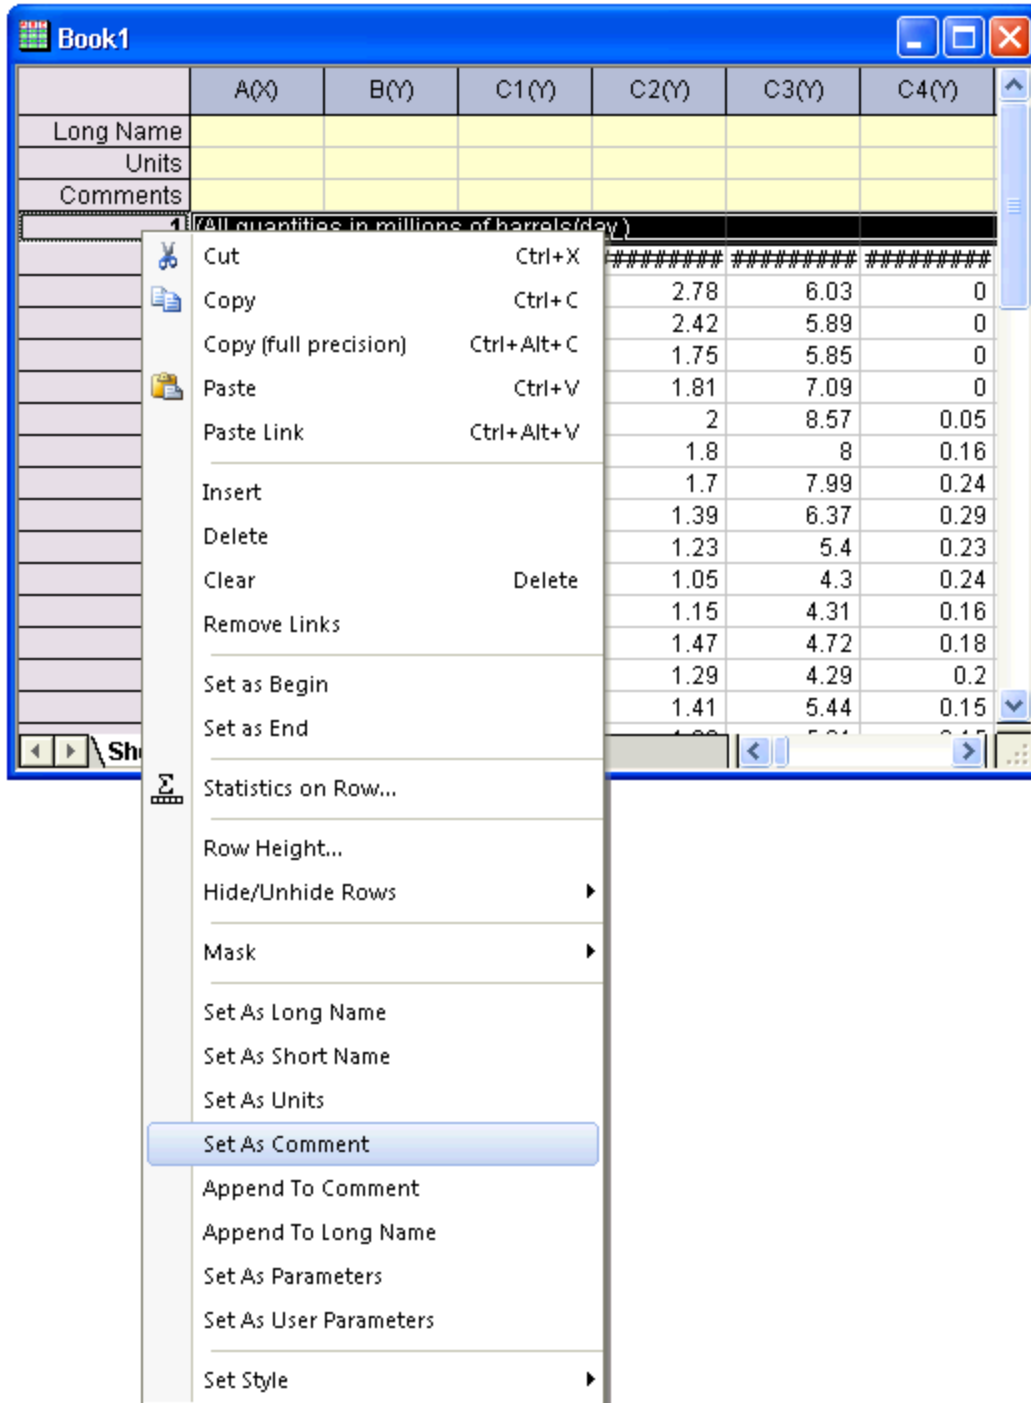 Book1
A(X) B(Y) C1(Y) C2(Y) C3(Y) C4(Y)
Long Name
Units
Comments
1 (All quantities in millions of barrels/day)
######### ######### #########
Cut Ctrl+X
Copy Ctrl+C
Copy (full precision) Ctrl+Alt+C
Paste Ctrl+V
Paste Link Ctrl+Alt+V
Insert
Delete
Clear Delete
Remove Links
Set as Begin
Set as End
Statistics on Row...
Row Height...
Hide/Unhide Rows
Mask
Set As Long Name
Set As Short Name
Set As Units
Set As Comment
Append To Comment
Append To Long Name
Set As Parameters
Set As User Parameters
Set Style
2.78 6.03 0
2.42 5.89 0
1.75 5.85 0
1.81 7.09 0
2 8.57 0.05
1.8 8 0.16
1.7 7.99 0.24
1.39 6.37 0.29
1.23 5.4 0.23
1.05 4.3 0.24
1.15 4.31 0.16
1.47 4.72 0.18
1.29 4.29 0.2
1.41 5.44 0.15